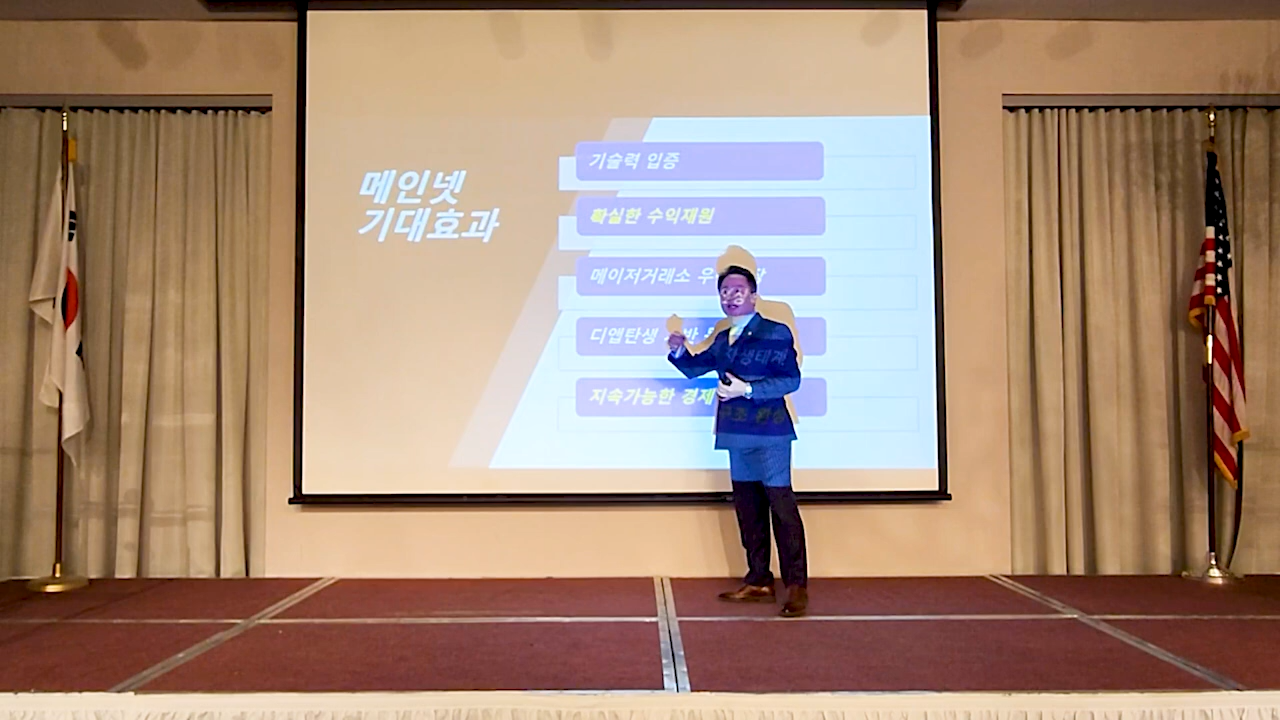 메인넷
기대효과
기술력 입증
확실한 수익재원
메이저거래소
디앱탄생
지속가능한 경제